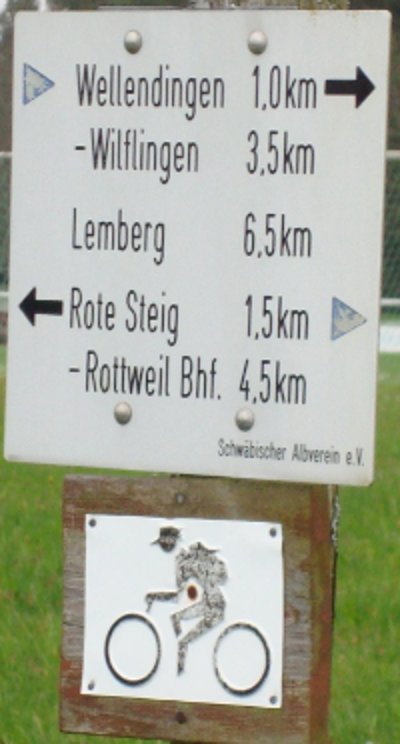 Wellendingen 1,0km
-Wilflingen 3,5km
Lemberg 6,5km
Rote Steig 1,5km
-Rottweil Bhf. 4,5km
Schwäbischer Albverein e.V.